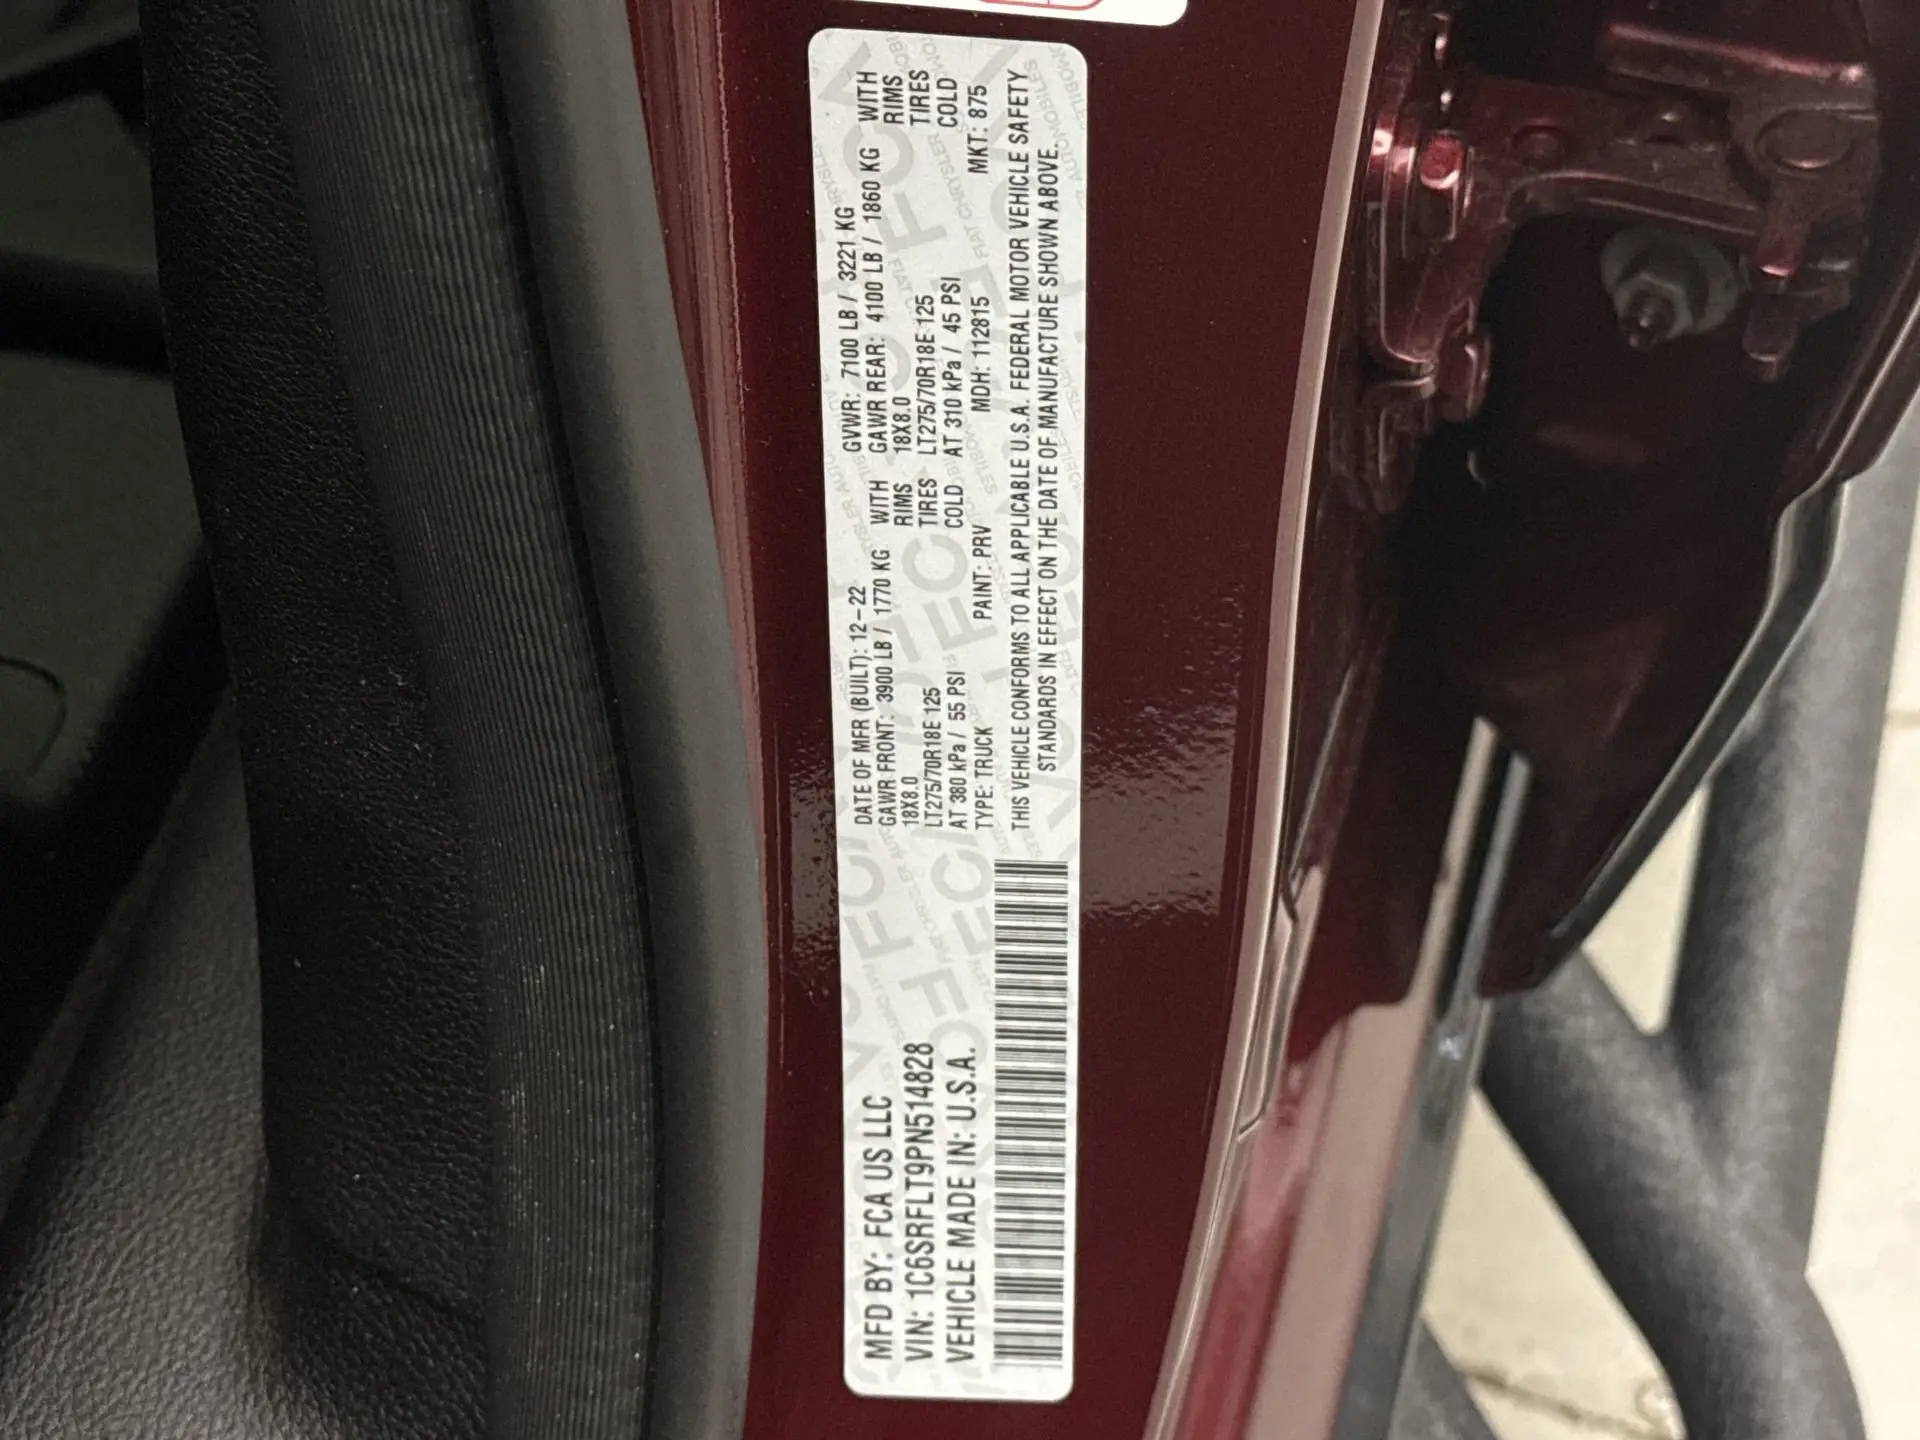 MFD BY: FCA US LLC
VIN: 1C6SRFLT9PN514828
VEHICLE MADE IN: U.S.A.
DATE OF MFR (BUILT): 12-22 GVWR: 7100 LB / 3221 KG
GAWR FRONT: 3900 LB / 1770 KG WITH GAWR REAR: 4100 LB / 1860 KG WITH
18X8.0 RIMS 18X8.0 RIMS
LT275/70R18E 125 TIRES LT275/70R18E 125 TIRES
AT 380 kPa / 55 PSI COLD AT 310 kPa / 45 PSI COLD
TYPE: TRUCK PAINT: PRV MDH: 112815 MKT: 875
THIS VEHICLE CONFORMS TO ALL APPLICABLE U.S.A. FEDERAL MOTOR VEHICLE SAFETY
STANDARDS IN EFFECT ON THE DATE OF MANUFACTURE SHOWN ABOVE.